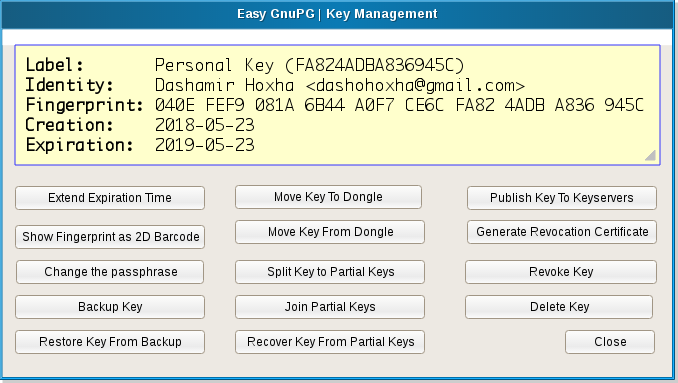 Easy GnuPG | Key Management
Label: Personal Key (FA824ADBA836945C)
Identity: Dashamir Hoxha <dashohoxha@gmail.com>
Fingerprint: 040E FEF9 081A 6B44 A0F7 CE6C FA82 4ADB A836 945C
Creation: 2018-05-23
Expiration: 2019-05-23
Extend Expiration Time
Move Key To Dongle
Publish Key To Keyservers
Show Fingerprint as 2D Barcode
Move Key From Dongle
Generate Revocation Certificate
Change the passphrase
Split Key to Partial Keys
Revoke Key
Backup Key
Join Partial Keys
Delete Key
Restore Key From Backup
Recover Key From Partial Keys
Close